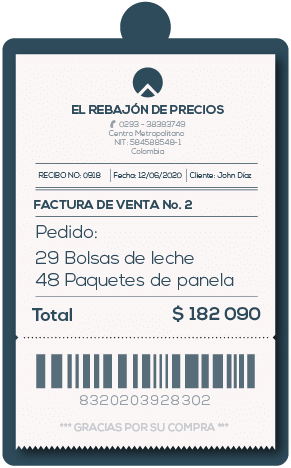 EL REBAJÓN DE PRECIOS
0293 - 38383749
Centro Metropolitano
NIT: 584588548-1
Colombia
RECIBO NO: 0918 Fecha: 12/06/2020 Cliente: John Díaz
FACTURA DE VENTA No. 2
Pedido:
29 Bolsas de leche
48 Paquetes de panela
Total $ 182 090
8320203928302
*** GRACIAS POR SU COMPRA ***